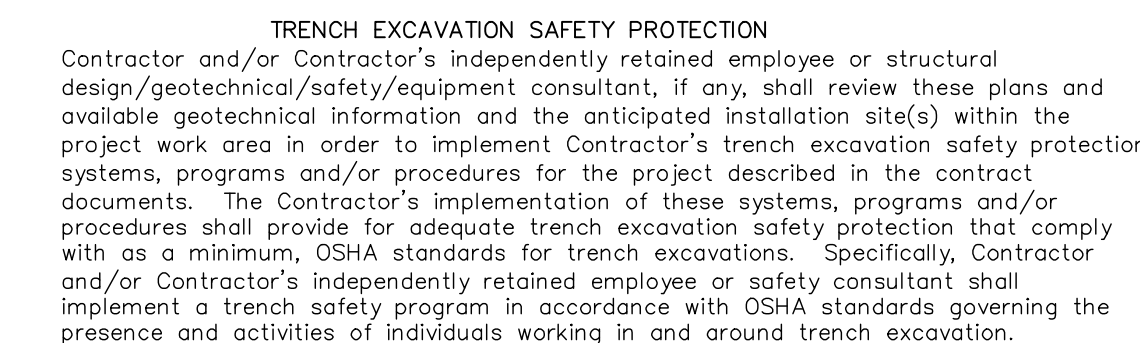 TRENCH EXCAVATION SAFETY PROTECTION
Contractor and/or Contractor's independently retained employee or structural
design/geotechnical/safety/equipment consultant, if any, shall review these plans and
available geotechnical information and the anticipated installation site(s) within the
project work area in order to implement Contractor's trench excavation safety protection
systems, programs and/or procedures for the project described in the contract
documents.  The Contractor's implementation of these systems, programs and/or
procedures shall provide for adequate trench excavation safety protection that comply
with as a minimum, OSHA standards for trench excavations.  Specifically, Contractor
and/or Contractor's independently retained employee or safety consultant shall
implement a trench safety program in accordance with OSHA standards governing the
presence and activities of individuals working in and around trench excavation.